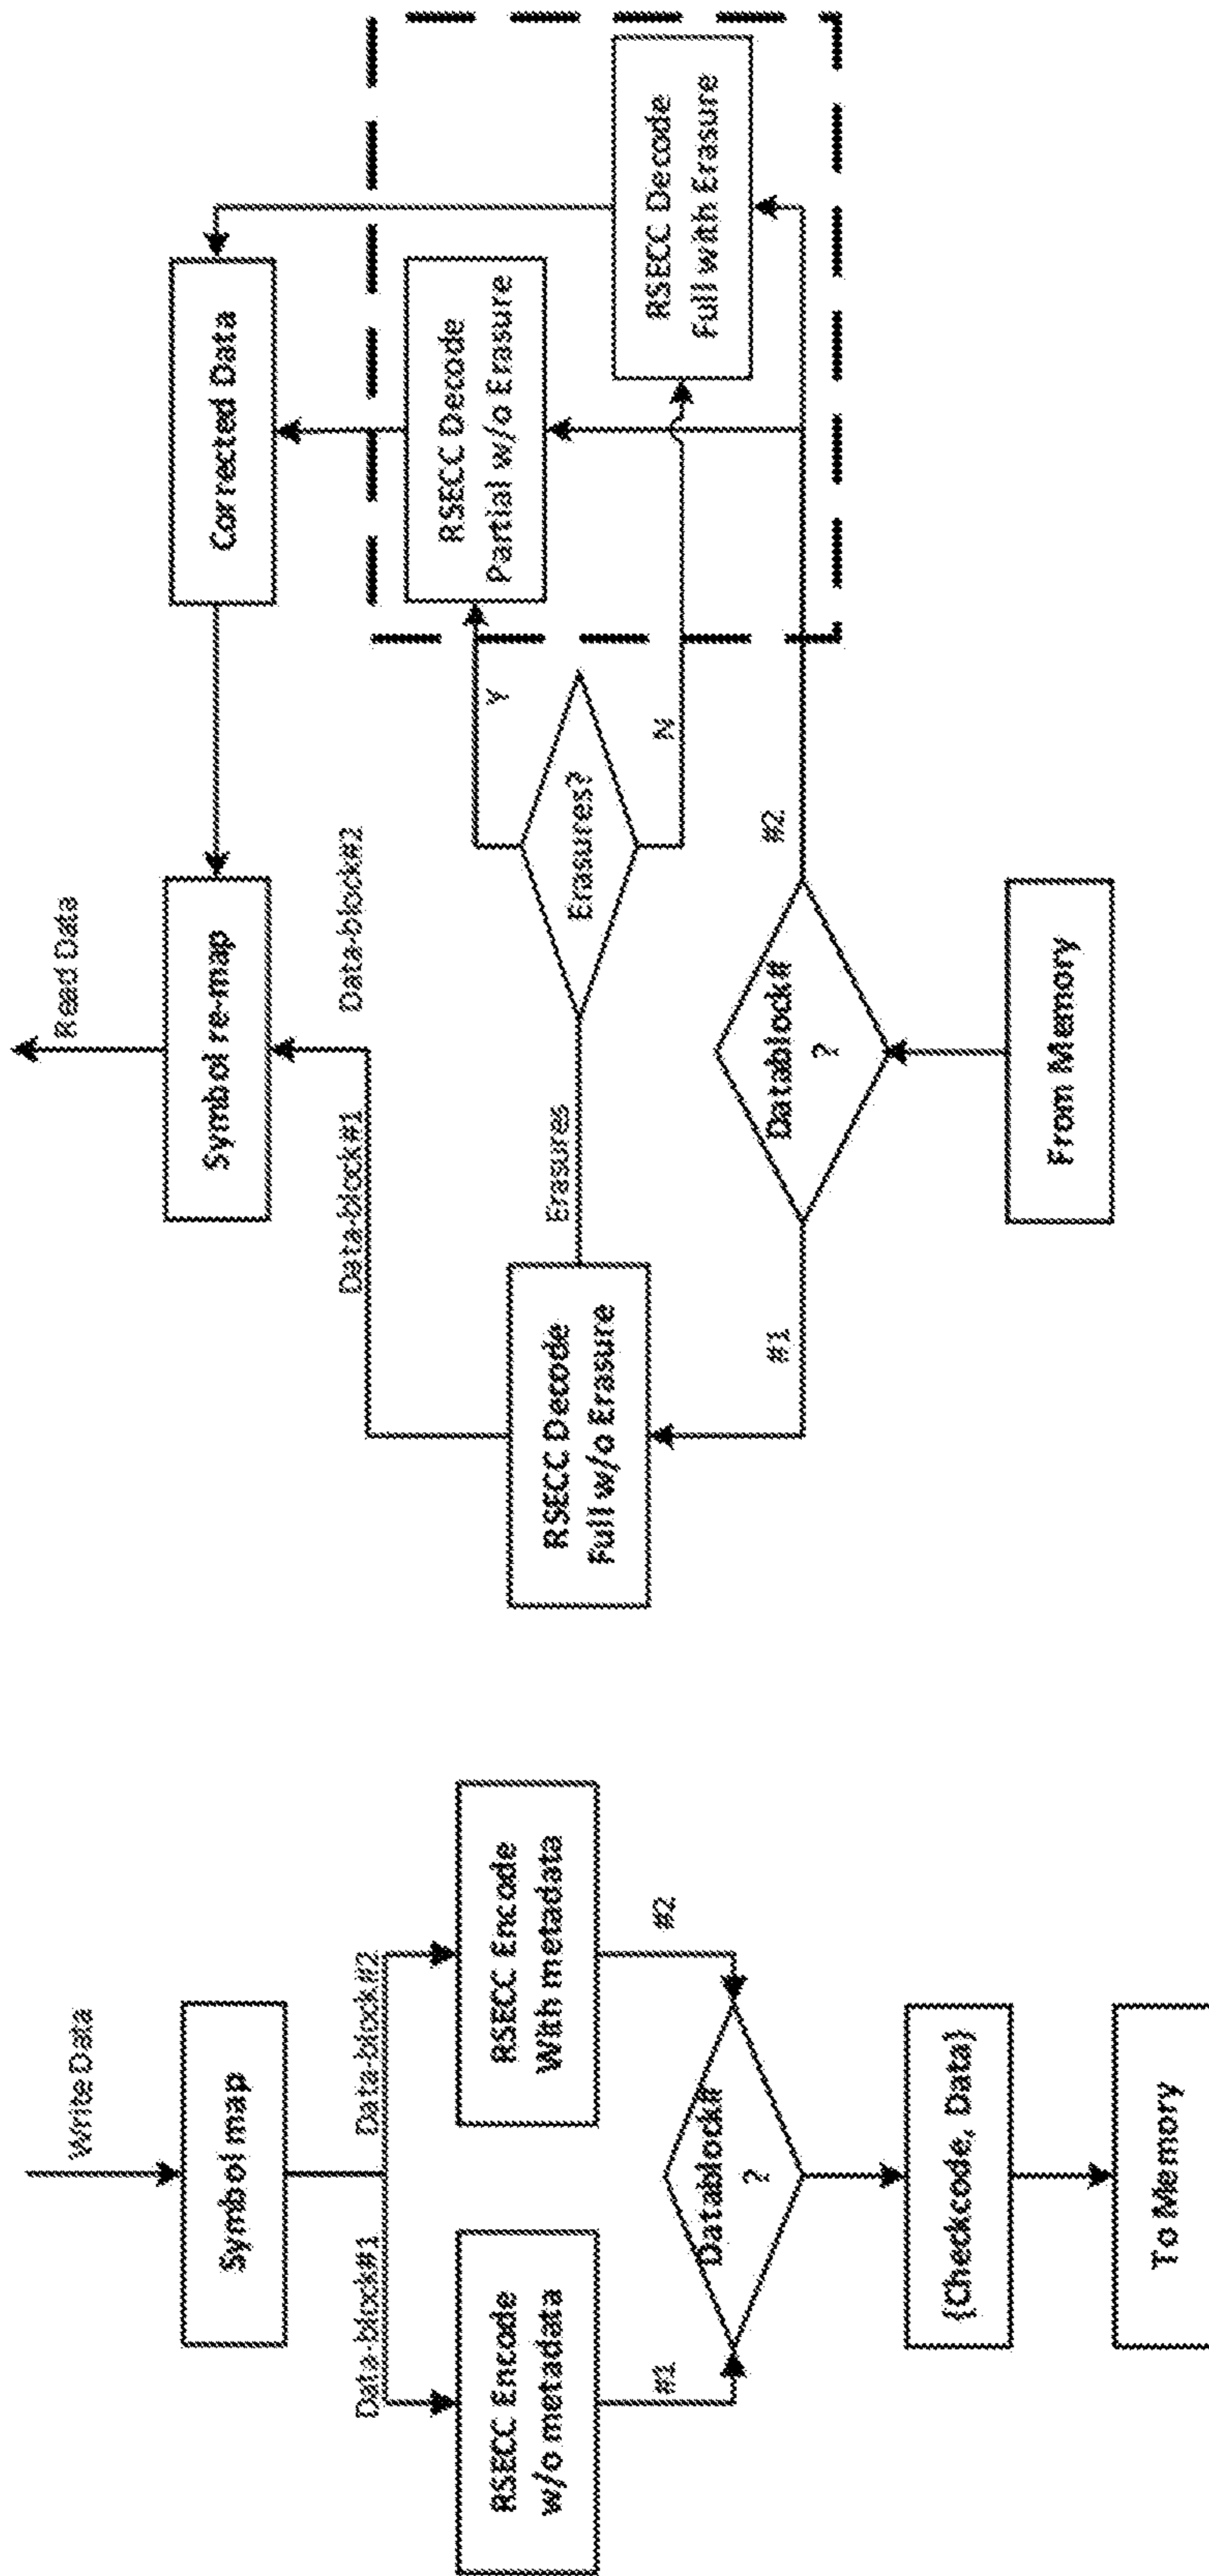 Write Data
Symbol map
Data-block#1
Data-block#2
RSECC Encode
w/o metadata
RSECC Encode
With metadata
#1
#2
Datablock#
?
{Checkcode, Data}
To Memory
Read Data
Symbol re-map
Corrected Data
Data-block#1
Data-block#2
RSECC Decode
Full w/o Erasure
Erasures
Erasures?
Y
N
RSECC Decode
Partial w/o Erasure
RSECC Decode
Full with Erasure
#1
#2
Datablock#
?
From Memory